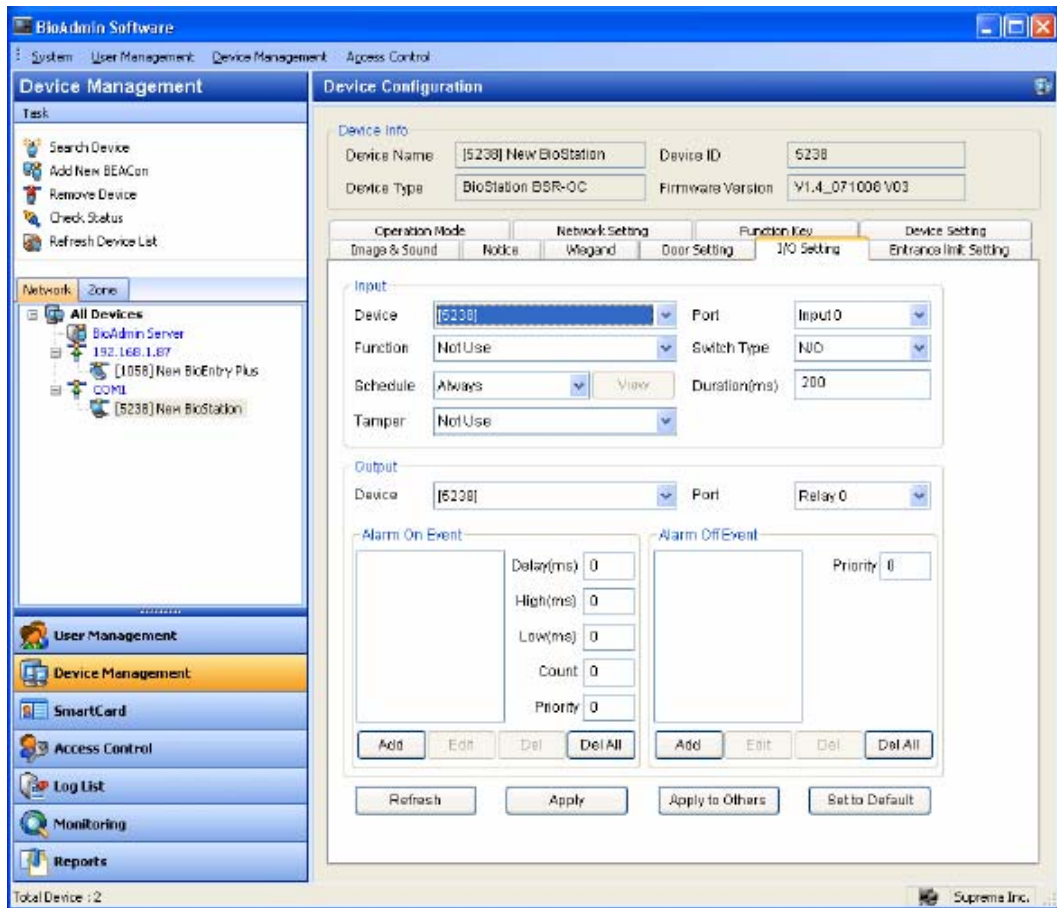 BioAdmin Software
System User Management Device Management Access Control
Device Management
Task
Search Device
Add New BEACon
Remove Device
Check Status
Refresh Device List
Network Zone
All Devices
BioAdmin Server
192.168.1.87
[1058] New BioEntry Plus
COM1
[5238] New BioStation
User Management
Device Management
SmartCard
Access Control
Log List
Monitoring
Reports
Device Configuration
Device Info
Device Name [5238] New BioStation Device ID 5238
Device Type BioStation BSR-OC Firmware Version V1.4_071006 V03
Operation Mode Network Setting Function Key Device Setting
Image & Sound Notice Wiegand Door Setting I/O Setting Entrance limit Setting
Input
Device [5238] Port Input 0
Function Not Use Switch Type N/O
Schedule Always View Duration(ms) 200
Tamper Not Use
Output
Device [5238] Port Relay 0
Alarm On Event
Delay(ms) 0
High(ms) 0
Low(ms) 0
Count 0
Priority 0
Add Edit Del Del All
Alarm Off Event
Priority 0
Add Edit Del Del All
Refresh Apply Apply to Others Set to Default
Total Device : 2 Suprema Inc.